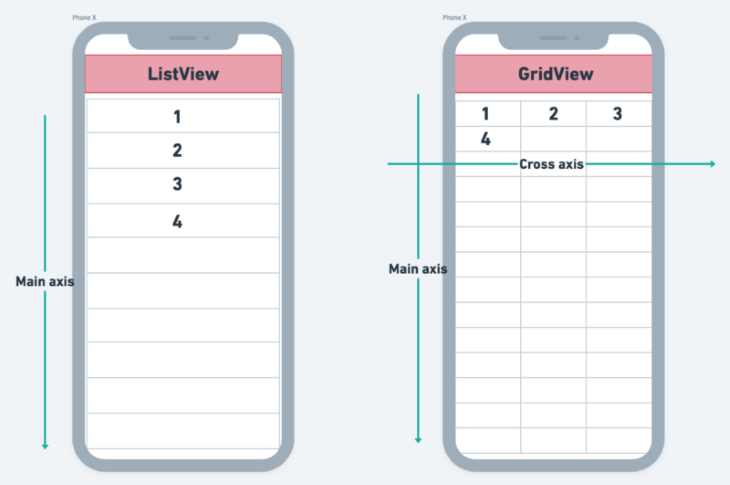 Phone X
ListView
1
2
3
4
Main axis
Phone X
GridView
1 2 3
4
Cross axis
Main axis